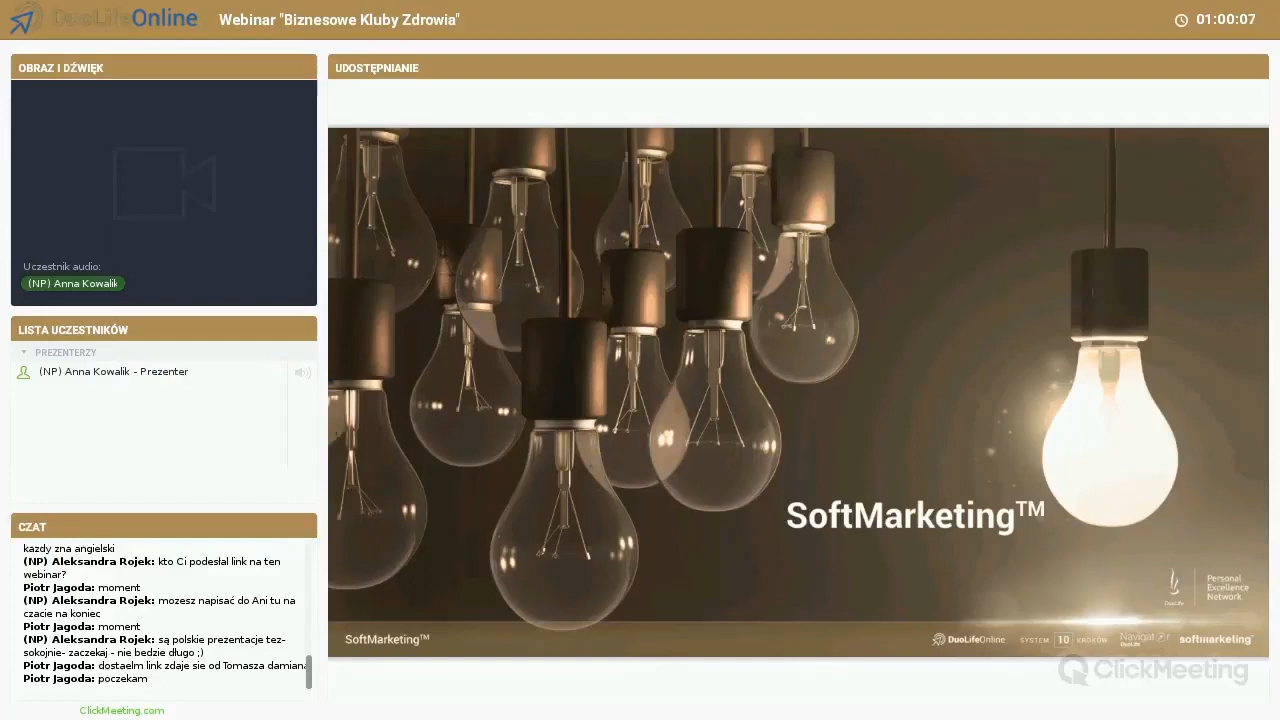 DuoLifeOnline
Webinar "Biznesowe Kluby Zdrowia"
01:00:07
OBRAZ I DŹWIĘK
Uczestnik audio:
(NP) Anna Kowalik
LISTA UCZESTNIKÓW
PREZENTERZY
(NP) Anna Kowalik - Prezenter
CZAT
kazdy zna angielski
(NP) Aleksandra Rojek: kto Ci podesłal link na ten
webinar?
Piotr Jagoda: moment
(NP) Aleksandra Rojek: mozesz napisać do Ani tu na
czacie na koniec
Piotr Jagoda: moment
(NP) Aleksandra Rojek: są polskie prezentacje tez-
sokojnie- zaczekaj - nie bedzie długo ;)
Piotr Jagoda: dostaelm link zdaje sie od Tomasza damiana
Piotr Jagoda: poczekam
ClickMeeting.com
UDOSTĘPNIANIE
SoftMarketing™
DuoLife
Personal
Excellence
Network
SoftMarketing™
DuoLifeOnline
SYSTEM 10 KROKÓW
Navigator
DuoLife
softmarketing™
ClickMeeting